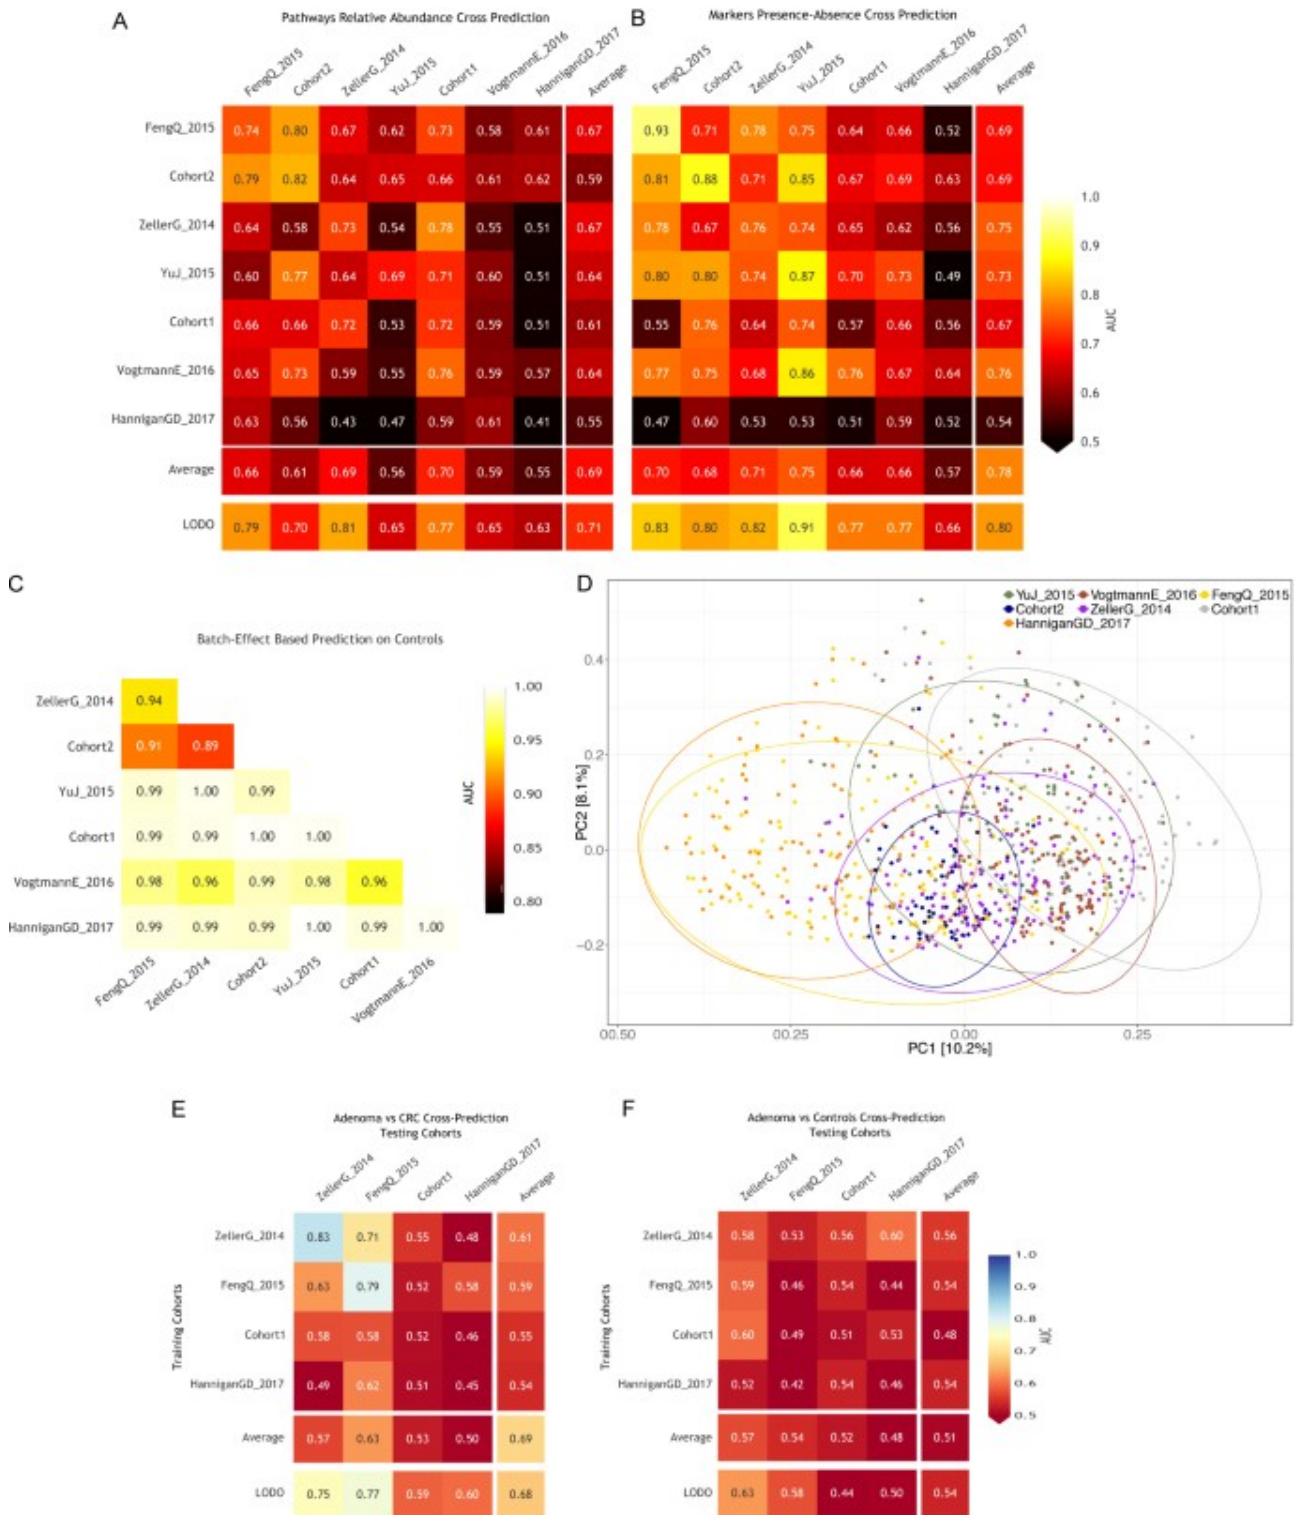 A
Pathways Relative Abundance Cross Prediction
FengQ_2015 Cohort2 ZellerG_2014 YuJ_2015 Cohort1 VogtmannE_2016 HanniganGD_2017 Average
FengQ_2015 0.74 0.80 0.67 0.62 0.73 0.58 0.61 0.67
Cohort2 0.79 0.82 0.64 0.65 0.66 0.61 0.62 0.59
ZellerG_2014 0.64 0.58 0.73 0.54 0.78 0.55 0.51 0.67
YuJ_2015 0.60 0.77 0.64 0.69 0.71 0.60 0.51 0.64
Cohort1 0.66 0.66 0.72 0.53 0.72 0.59 0.51 0.61
VogtmannE_2016 0.65 0.73 0.59 0.55 0.76 0.59 0.57 0.64
HanniganGD_2017 0.63 0.56 0.43 0.47 0.59 0.61 0.41 0.55
Average 0.66 0.61 0.69 0.56 0.70 0.59 0.55 0.69
LODO 0.79 0.70 0.81 0.65 0.77 0.65 0.63 0.71
B
Markers Presence-Absence Cross Prediction
FengQ_2015 Cohort2 ZellerG_2014 YuJ_2015 Cohort1 VogtmannE_2016 HanniganGD_2017 Average
0.93 0.71 0.78 0.75 0.64 0.66 0.52 0.69
0.81 0.88 0.71 0.85 0.67 0.69 0.63 0.69
0.78 0.67 0.76 0.74 0.65 0.62 0.56 0.75
0.80 0.80 0.74 0.87 0.70 0.73 0.49 0.73
0.55 0.76 0.64 0.74 0.57 0.66 0.56 0.67
0.77 0.75 0.68 0.86 0.76 0.67 0.64 0.76
0.47 0.60 0.53 0.53 0.51 0.59 0.52 0.54
0.70 0.68 0.71 0.75 0.66 0.66 0.57 0.78
0.83 0.80 0.82 0.91 0.77 0.77 0.66 0.80
1.0
0.9
0.8
0.7
0.6
0.5
AUC
C
Batch-Effect Based Prediction on Controls
ZellerG_2014 0.94
Cohort2 0.91 0.89
YuJ_2015 0.99 1.00 0.99
Cohort1 0.99 0.99 1.00 1.00
VogtmannE_2016 0.98 0.96 0.99 0.98 0.96
HanniganGD_2017 0.99 0.99 0.99 1.00 0.99 1.00
FengQ_2015 ZellerG_2014 Cohort2 YuJ_2015 Cohort1 VogtmannE_2016
AUC
1.00
0.95
0.90
0.85
0.80
D
YuJ_2015 VogtmannE_2016 FengQ_2015
Cohort2 ZellerG_2014 Cohort1
HanniganGD_2017
PC2 [8.1%]
0.4
0.2
0.0
−0.2
00.50 00.25 0.00 0.25
PC1 [10.2%]
E
Adenoma vs CRC Cross-Prediction
Testing Cohorts
ZellerG_2014 FengQ_2015 Cohort1 HanniganGD_2017 Average
Training Cohorts
ZellerG_2014 0.83 0.71 0.55 0.48 0.61
FengQ_2015 0.63 0.79 0.52 0.58 0.59
Cohort1 0.58 0.58 0.52 0.46 0.55
HanniganGD_2017 0.49 0.62 0.51 0.45 0.54
Average 0.57 0.63 0.53 0.50 0.69
LODO 0.75 0.77 0.59 0.60 0.68
F
Adenoma vs Controls Cross-Prediction
Testing Cohorts
ZellerG_2014 FengQ_2015 Cohort1 HanniganGD_2017 Average
Training Cohorts
ZellerG_2014 0.58 0.53 0.56 0.60 0.56
FengQ_2015 0.59 0.46 0.54 0.44 0.54
Cohort1 0.60 0.49 0.51 0.53 0.48
HanniganGD_2017 0.52 0.42 0.54 0.46 0.54
Average 0.57 0.54 0.52 0.48 0.51
LODO 0.63 0.58 0.44 0.50 0.54
1.0
0.9
0.8
0.7
0.6
0.5
AUC